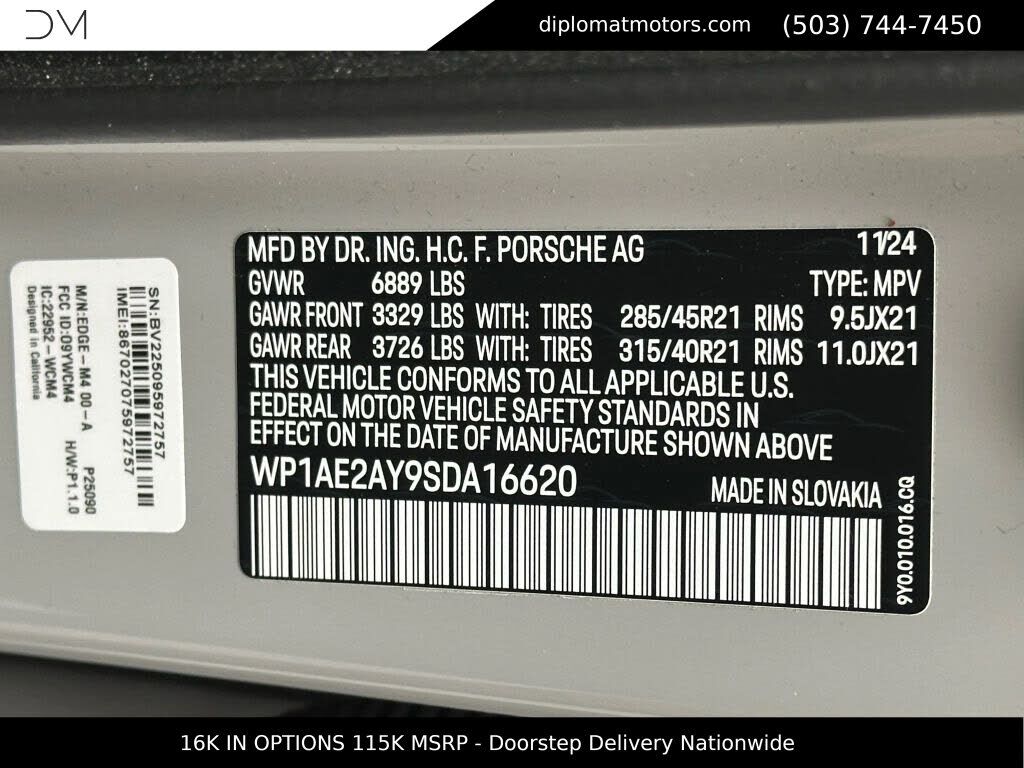 DM
diplomatmotors.com (503) 744-7450
MFD BY DR. ING. H.C. F. PORSCHE AG 11/24
GVWR 6889 LBS TYPE: MPV
GAWR FRONT 3329 LBS WITH: TIRES 285/45R21 RIMS 9.5JX21
GAWR REAR 3726 LBS WITH: TIRES 315/40R21 RIMS 11.0JX21
THIS VEHICLE CONFORMS TO ALL APPLICABLE U.S.
FEDERAL MOTOR VEHICLE SAFETY STANDARDS IN
EFFECT ON THE DATE OF MANUFACTURE SHOWN ABOVE
WP1AE2AY9SDA16620 MADE IN SLOVAKIA
9Y0.010.016.CQ
SN:BV2250959727​57
IMEI:867027075972757
M/N:EDGE-M4 00-A P25090
FCC ID:O9YWCM4 H/W:P1.1.0
IC:22952-WCM4
Designed in California
16K IN OPTIONS 115K MSRP - Doorstep Delivery Nationwide